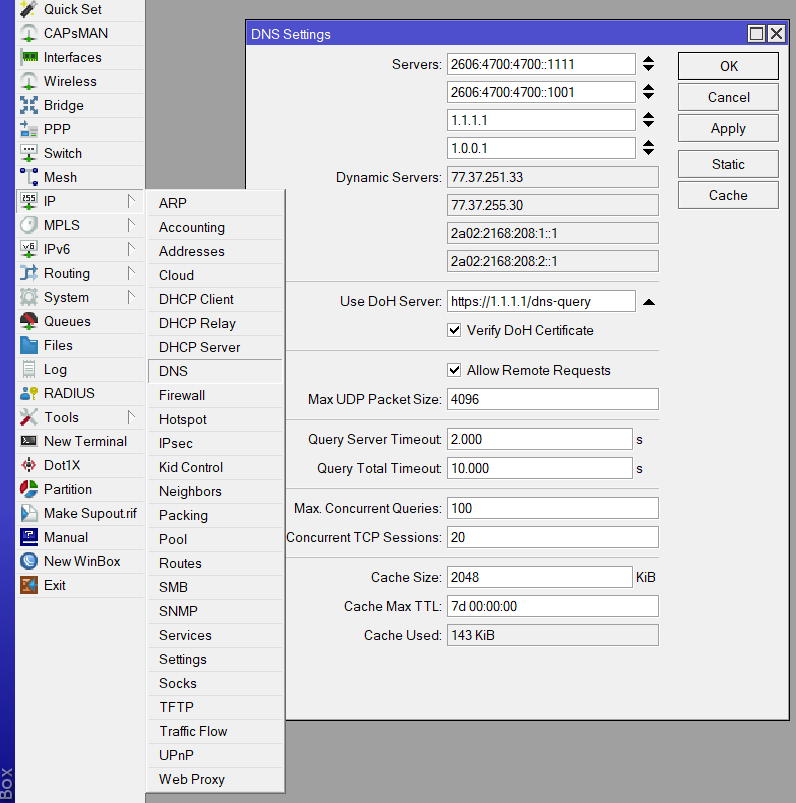 Quick Set
CAPsMAN
Interfaces
Wireless
Bridge
PPP
Switch
Mesh
IP
MPLS
IPv6
Routing
System
Queues
Files
Log
RADIUS
Tools
New Terminal
Dot1X
Partition
Make Supout.rif
Manual
New WinBox
Exit
Box
ARP
Accounting
Addresses
Cloud
DHCP Client
DHCP Relay
DHCP Server
DNS
Firewall
Hotspot
IPsec
Kid Control
Neighbors
Packing
Pool
Routes
SMB
SNMP
Services
Settings
Socks
TFTP
Traffic Flow
UPnP
Web Proxy
DNS Settings
Servers: 2606:4700:4700::1111
2606:4700:4700::1001
1.1.1.1
1.0.0.1
Dynamic Servers: 77.37.251.33
77.37.255.30
2a02:2168:208:1::1
2a02:2168:208:2::1
Use DoH Server: https://1.1.1.1/dns-query
Verify DoH Certificate
Allow Remote Requests
Max UDP Packet Size: 4096
Query Server Timeout: 2.000 s
Query Total Timeout: 10.000 s
Max. Concurrent Queries: 100
Concurrent TCP Sessions: 20
Cache Size: 2048 KiB
Cache Max TTL: 7d 00:00:00
Cache Used: 143 KiB
OK
Cancel
Apply
Static
Cache